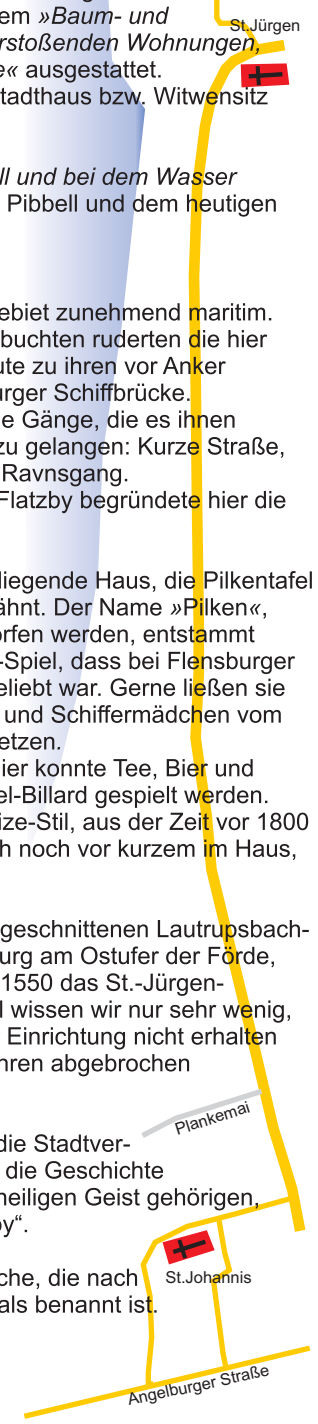 em »Baum- und
St.Jürgen
rstoßenden Wohnungen,
e« ausgestattet.
tadthaus bzw. Witwensitz
ll und bei dem Wasser
Pibbell und dem heutigen
ebiet zunehmend maritim.
buchten ruderten die hier
ute zu ihren vor Anker
urger Schiffbrücke.
e Gänge, die es ihnen
zu gelangen: Kurze Straße,
Ravnsgang.
Flatzby begründete hier die
liegende Haus, die Pilkentafel
ähnt. Der Name »Pilken«,
orfen werden, entstammt
-Spiel, dass bei Flensburger
eliebt war. Gerne ließen sie
und Schiffermädchen vom
etzen.
ier konnte Tee, Bier und
el-Billard gespielt werden.
ize-Stil, aus der Zeit vor 1800
h noch vor kurzem im Haus,
geschnittenen Lautrupsbach-
urg am Ostufer der Förde,
1550 das St.-Jürgen-
l wissen wir nur sehr wenig,
Einrichtung nicht erhalten
hren abgebrochen
Plankemai
die Stadtver-
die Geschichte
heiligen Geist gehörigen,
by“.
che, die nach
St.Johannis
als benannt ist.
Angelburger Straße